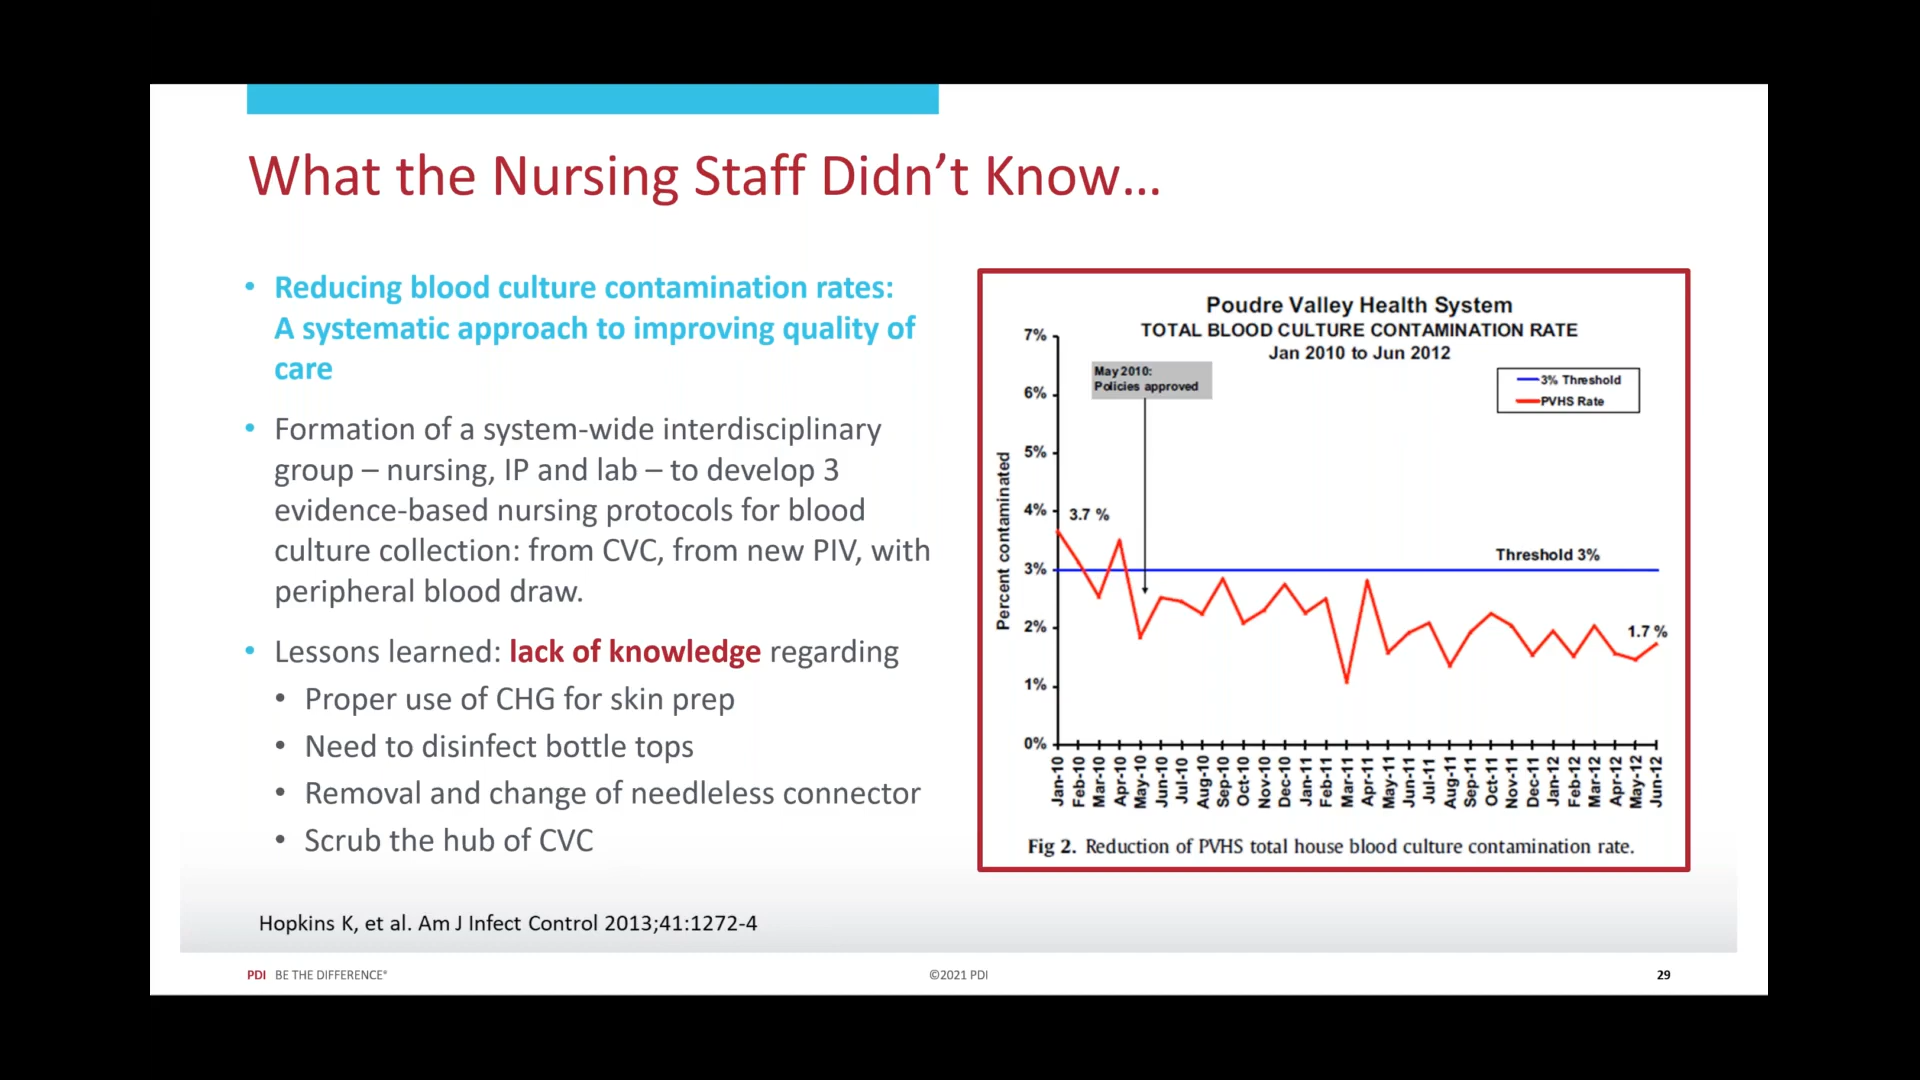 What the Nursing Staff Didn’t Know…
• Reducing blood culture contamination rates:
A systematic approach to improving quality of
care
• Formation of a system-wide interdisciplinary
group – nursing, IP and lab – to develop 3
evidence-based nursing protocols for blood
culture collection: from CVC, from new PIV, with
peripheral blood draw.
• Lessons learned: lack of knowledge regarding
• Proper use of CHG for skin prep
• Need to disinfect bottle tops
• Removal and change of needleless connector
• Scrub the hub of CVC
Poudre Valley Health System
TOTAL BLOOD CULTURE CONTAMINATION RATE
Jan 2010 to Jun 2012
May 2010:
Policies approved
3% Threshold
PVHS Rate
Percent contaminated
7%
6%
5%
4%
3%
2%
1%
0%
3.7 %
Threshold 3%
1.7 %
Jan-10
Feb-10
Mar-10
Apr-10
May-10
Jun-10
Jul-10
Aug-10
Sep-10
Oct-10
Nov-10
Dec-10
Jan-11
Feb-11
Mar-11
Apr-11
May-11
Jun-11
Jul-11
Aug-11
Sep-11
Oct-11
Nov-11
Dec-11
Jan-12
Feb-12
Mar-12
Apr-12
May-12
Jun-12
Fig 2. Reduction of PVHS total house blood culture contamination rate.
Hopkins K, et al. Am J Infect Control 2013;41:1272-4
PDI BE THE DIFFERENCE®
©2021 PDI
29